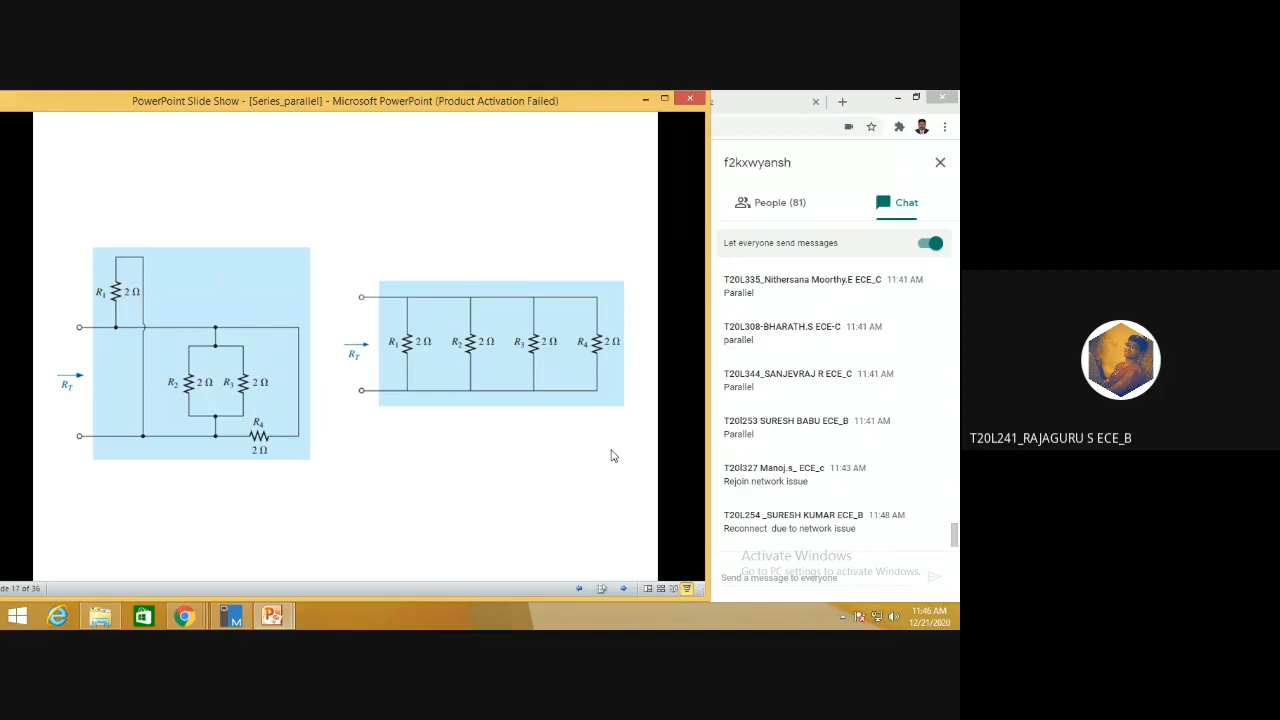 PowerPoint Slide Show - [Series_parallel] - Microsoft PowerPoint (Product Activation Failed)
R1 2 Ω
RT
R2 2 Ω R3 2 Ω
R4
2 Ω
RT
R1 2 Ω R2 2 Ω R3 2 Ω R4 2 Ω
de 17 of 36
f2kxwyansh
People (81)
Chat
Let everyone send messages
T20L335_Nithersana Moorthy.E ECE_C 11:41 AM
Parallel
T20L308-BHARATH.S ECE-C 11:41 AM
parallel
T20L344_SANJEVRAJ R ECE_C 11:41 AM
Parallel
T20l253 SURESH BABU ECE_B 11:41 AM
Parallel
T20l327 Manoj.s_ ECE_c 11:43 AM
Rejoin network issue
T20L254 _SURESH KUMAR ECE_B 11:48 AM
Reconnect due to network issue
Activate Windows
Go to PC settings to activate Windows.
Send a message to everyone
11:46 AM
12/21/2020
T20L241_RAJAGURU S ECE_B